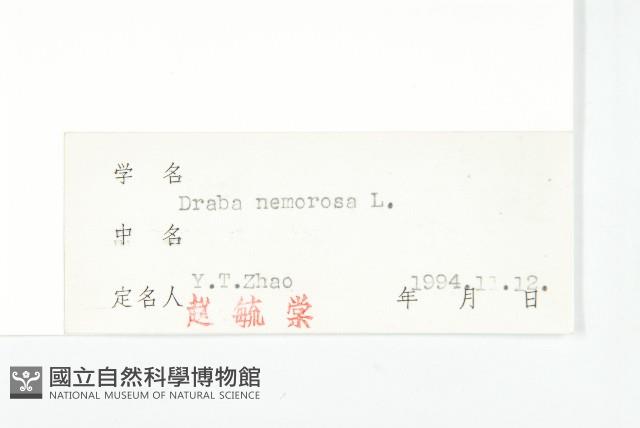 学 名
Draba nemorosa L.
中 名
Y.T.Zhao 1994.11.12.
定名人 赵 毓 棠 年 月 日
國立自然科學博物館
NATIONAL MUSEUM OF NATURAL SCIENCE